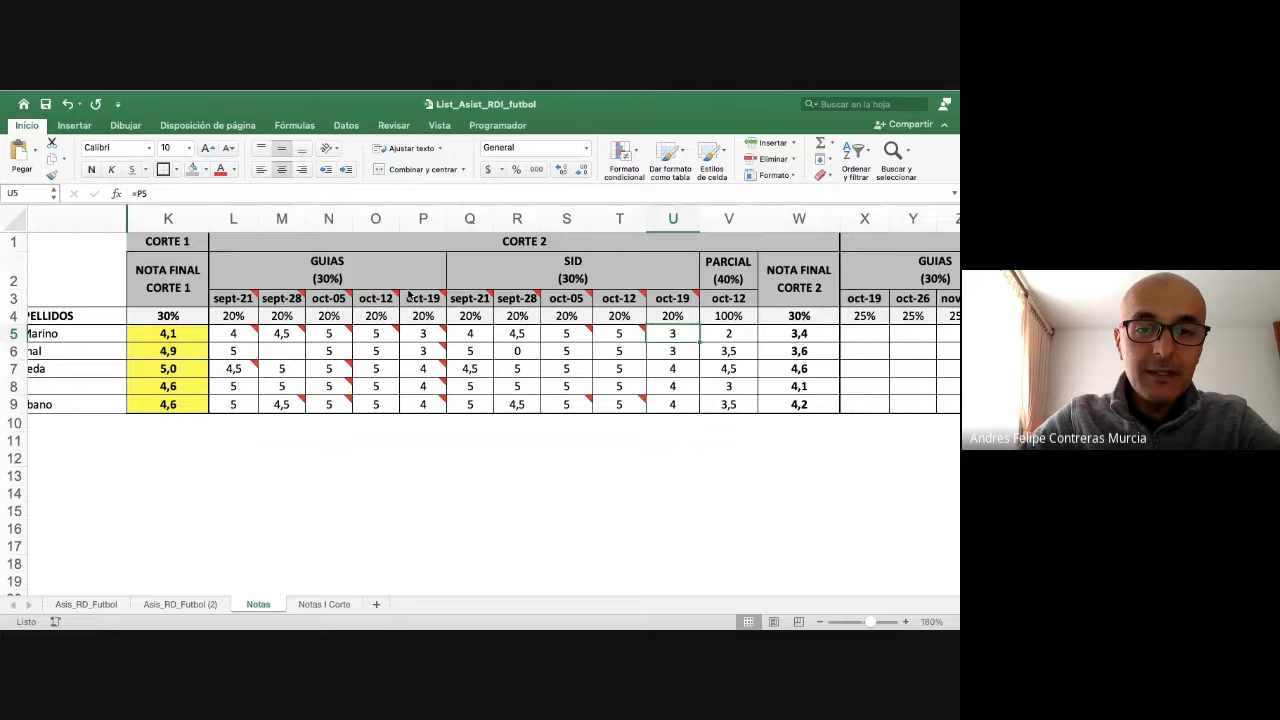 List_Asist_RDI_futbol
Buscar en la hoja
Inicio Insertar Dibujar Disposición de página Fórmulas Datos Revisar Vista Programador
Compartir
Pegar
Calibri 10 A A
N K S A
Ajustar texto
Combinar y centrar
General
$ % 000
Formato condicional
Dar formato como tabla
Estilos de celda
Insertar
Eliminar
Formato
Ordenar y filtrar
Buscar y seleccionar
U5 fx =P5
K L M N O P Q R S T U V W X Y Z
1 CORTE 1 CORTE 2
2 NOTA FINAL CORTE 1 GUIAS (30%) SID (30%) PARCIAL (40%) NOTA FINAL CORTE 2 GUIAS (30%)
3 sept-21 sept-28 oct-05 oct-12 oct-19 sept-21 sept-28 oct-05 oct-12 oct-19 oct-12 oct-19 oct-26 nov
4 PELLIDOS 30% 20% 20% 20% 20% 20% 20% 20% 20% 20% 20% 100% 30% 25% 25% 25
5 Marino 4,1 4 4,5 5 5 3 4 4,5 5 5 3 2 3,4
6 nal 4,9 5 5 5 3 5 0 5 5 3 3,5 3,6
7 eda 5,0 4,5 5 5 5 4 4,5 5 5 5 4 4,5 4,6
8 4,6 5 5 5 5 4 5 5 5 5 4 3 4,1
9 bano 4,6 5 4,5 5 5 4 5 4,5 5 5 4 3,5 4,2
10
11
12
13
14
15
16
17
18
19
Asis_RD_Futbol Asis_RD_Futbol (2) Notas Notas I Corte +
Listo 180%
Andres Felipe Contreras Murcia